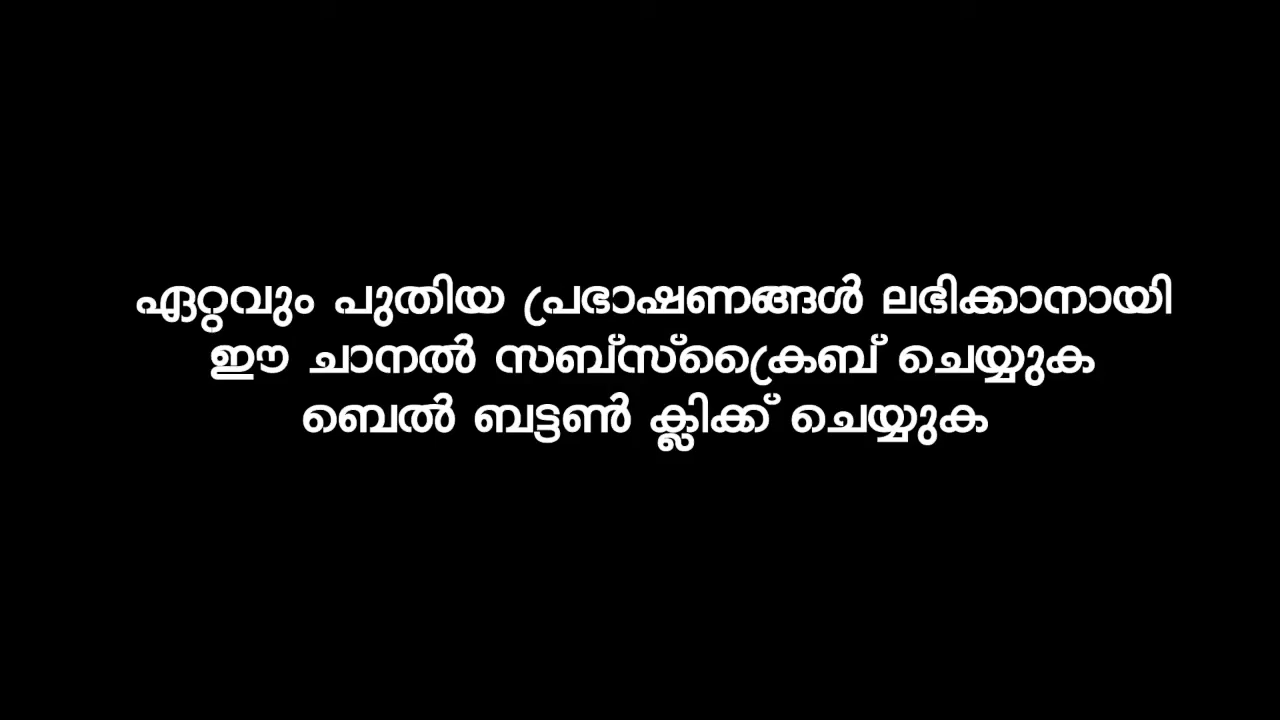 ഏറ്റവും പുതിയ പ്രഭാഷണങ്ങൾ ലഭിക്കാനായി
ഈ ചാനൽ സബ്സ്ക്രൈബ് ചെയ്യുക
ബെൽ ബട്ടൺ ക്ലിക്ക് ചെയ്യുക